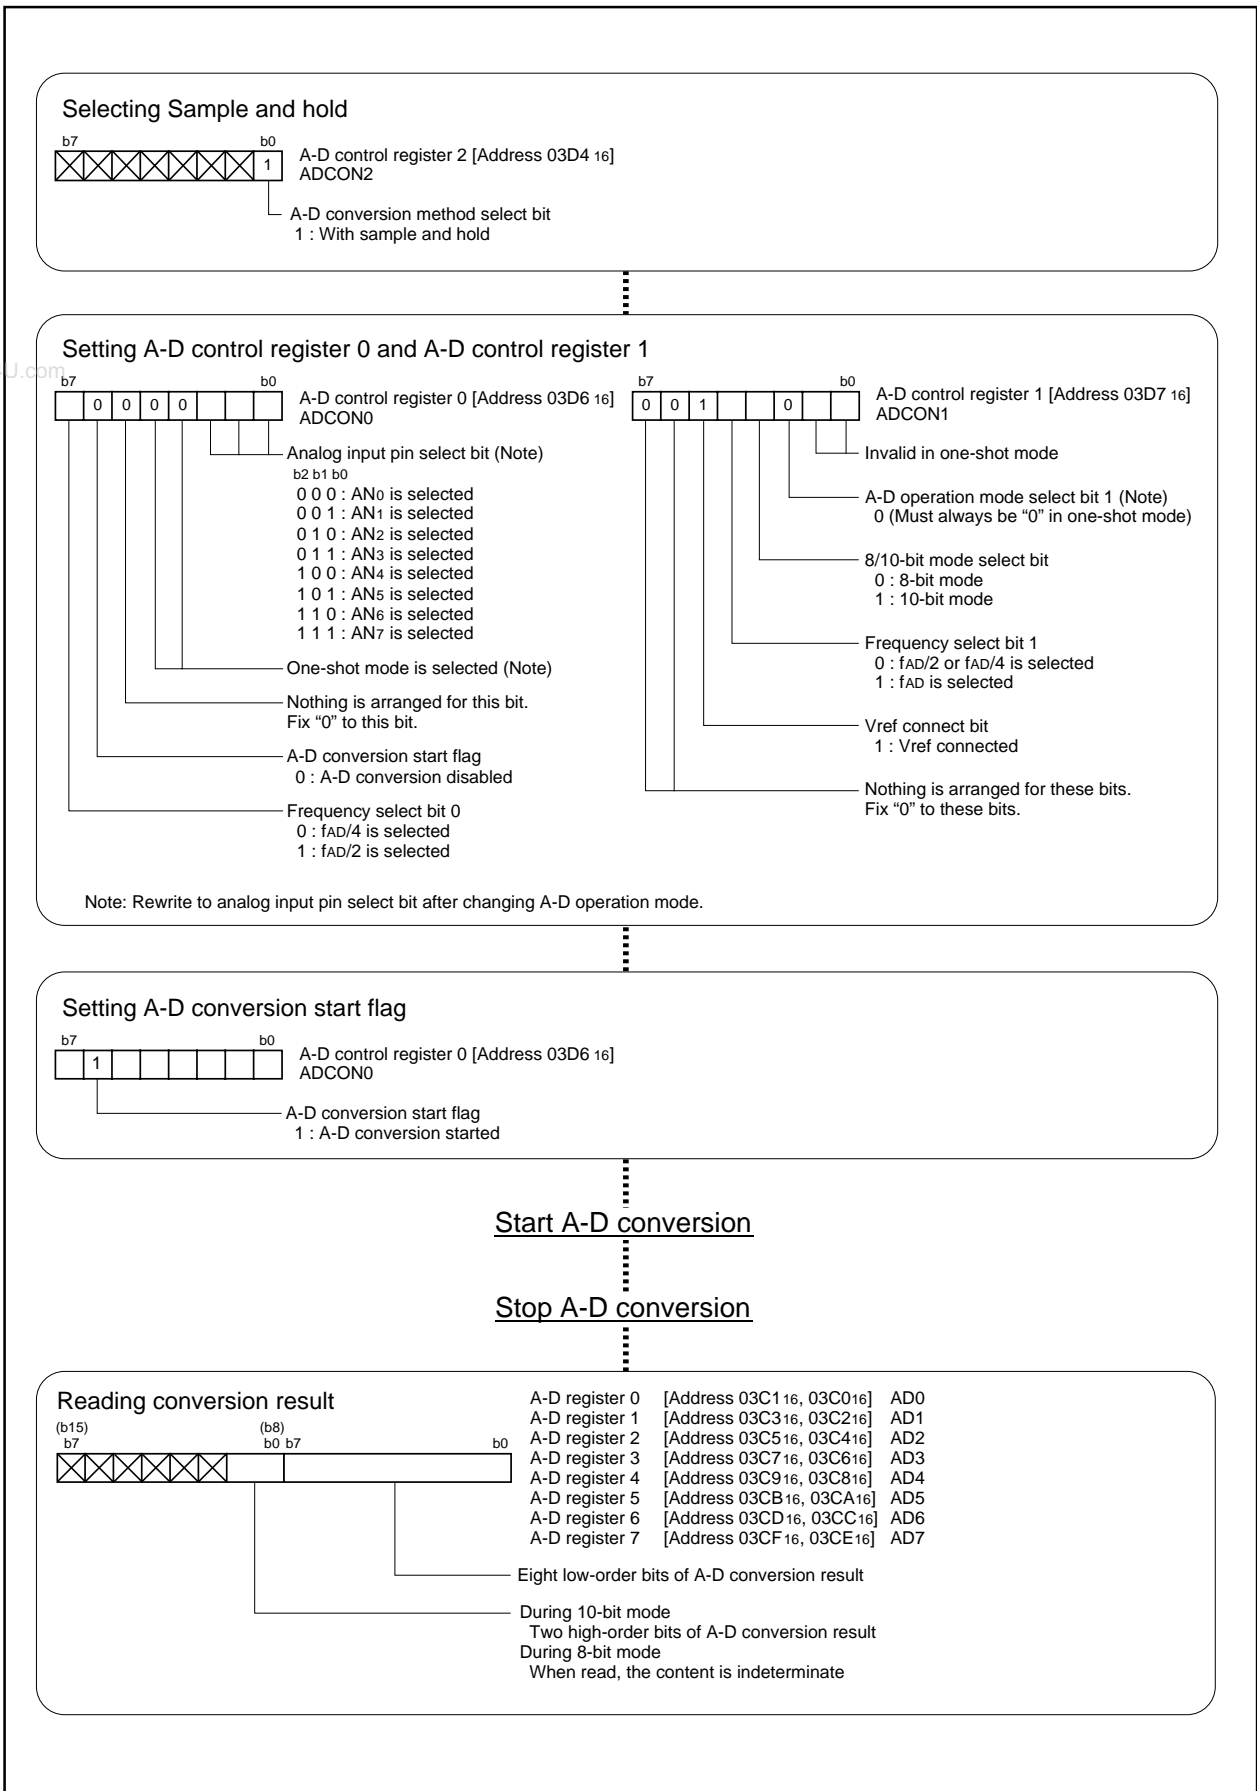 Selecting Sample and hold
b7 b0
1
A-D control register 2 [Address 03D4 16]
ADCON2
A-D conversion method select bit
1 : With sample and hold
Setting A-D control register 0 and A-D control register 1
U.com
b7 b0
0 0 0 0
A-D control register 0 [Address 03D6 16]
ADCON0
Analog input pin select bit (Note)
b2 b1 b0
0 0 0 : AN0 is selected
0 0 1 : AN1 is selected
0 1 0 : AN2 is selected
0 1 1 : AN3 is selected
1 0 0 : AN4 is selected
1 0 1 : AN5 is selected
1 1 0 : AN6 is selected
1 1 1 : AN7 is selected
One-shot mode is selected (Note)
Nothing is arranged for this bit.
Fix “0” to this bit.
A-D conversion start flag
0 : A-D conversion disabled
Frequency select bit 0
0 : fAD/4 is selected
1 : fAD/2 is selected
b7 b0
0 0 1 0
A-D control register 1 [Address 03D7 16]
ADCON1
Invalid in one-shot mode
A-D operation mode select bit 1 (Note)
0 (Must always be “0” in one-shot mode)
8/10-bit mode select bit
0 : 8-bit mode
1 : 10-bit mode
Frequency select bit 1
0 : fAD/2 or fAD/4 is selected
1 : fAD is selected
Vref connect bit
1 : Vref connected
Nothing is arranged for these bits.
Fix “0” to these bits.
Note: Rewrite to analog input pin select bit after changing A-D operation mode.
Setting A-D conversion start flag
b7 b0
1
A-D control register 0 [Address 03D6 16]
ADCON0
A-D conversion start flag
1 : A-D conversion started
Start A-D conversion
Stop A-D conversion
Reading conversion result
(b15) (b8)
b7 b0 b7 b0
A-D register 0 [Address 03C116, 03C016] AD0
A-D register 1 [Address 03C316, 03C216] AD1
A-D register 2 [Address 03C516, 03C416] AD2
A-D register 3 [Address 03C716, 03C616] AD3
A-D register 4 [Address 03C916, 03C816] AD4
A-D register 5 [Address 03CB16, 03CA16] AD5
A-D register 6 [Address 03CD16, 03CC16] AD6
A-D register 7 [Address 03CF16, 03CE16] AD7
Eight low-order bits of A-D conversion result
During 10-bit mode
Two high-order bits of A-D conversion result
During 8-bit mode
When read, the content is indeterminate